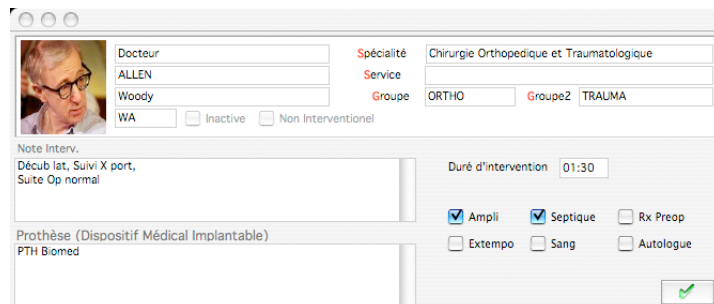 Docteur Spécialité Chirurgie Orthopedique et Traumatologique
ALLEN Service
Woody Groupe ORTHO Groupe2 TRAUMA
WA Inactive Non Interventionel
Note Interv.
Décub lat, Suivi X port,
Suite Op normal
Duré d'intervention 01:30
Ampli Septique Rx Preop
Extempo Sang Autologue
Prothèse (Dispositif Médical Implantable)
PTH Biomed